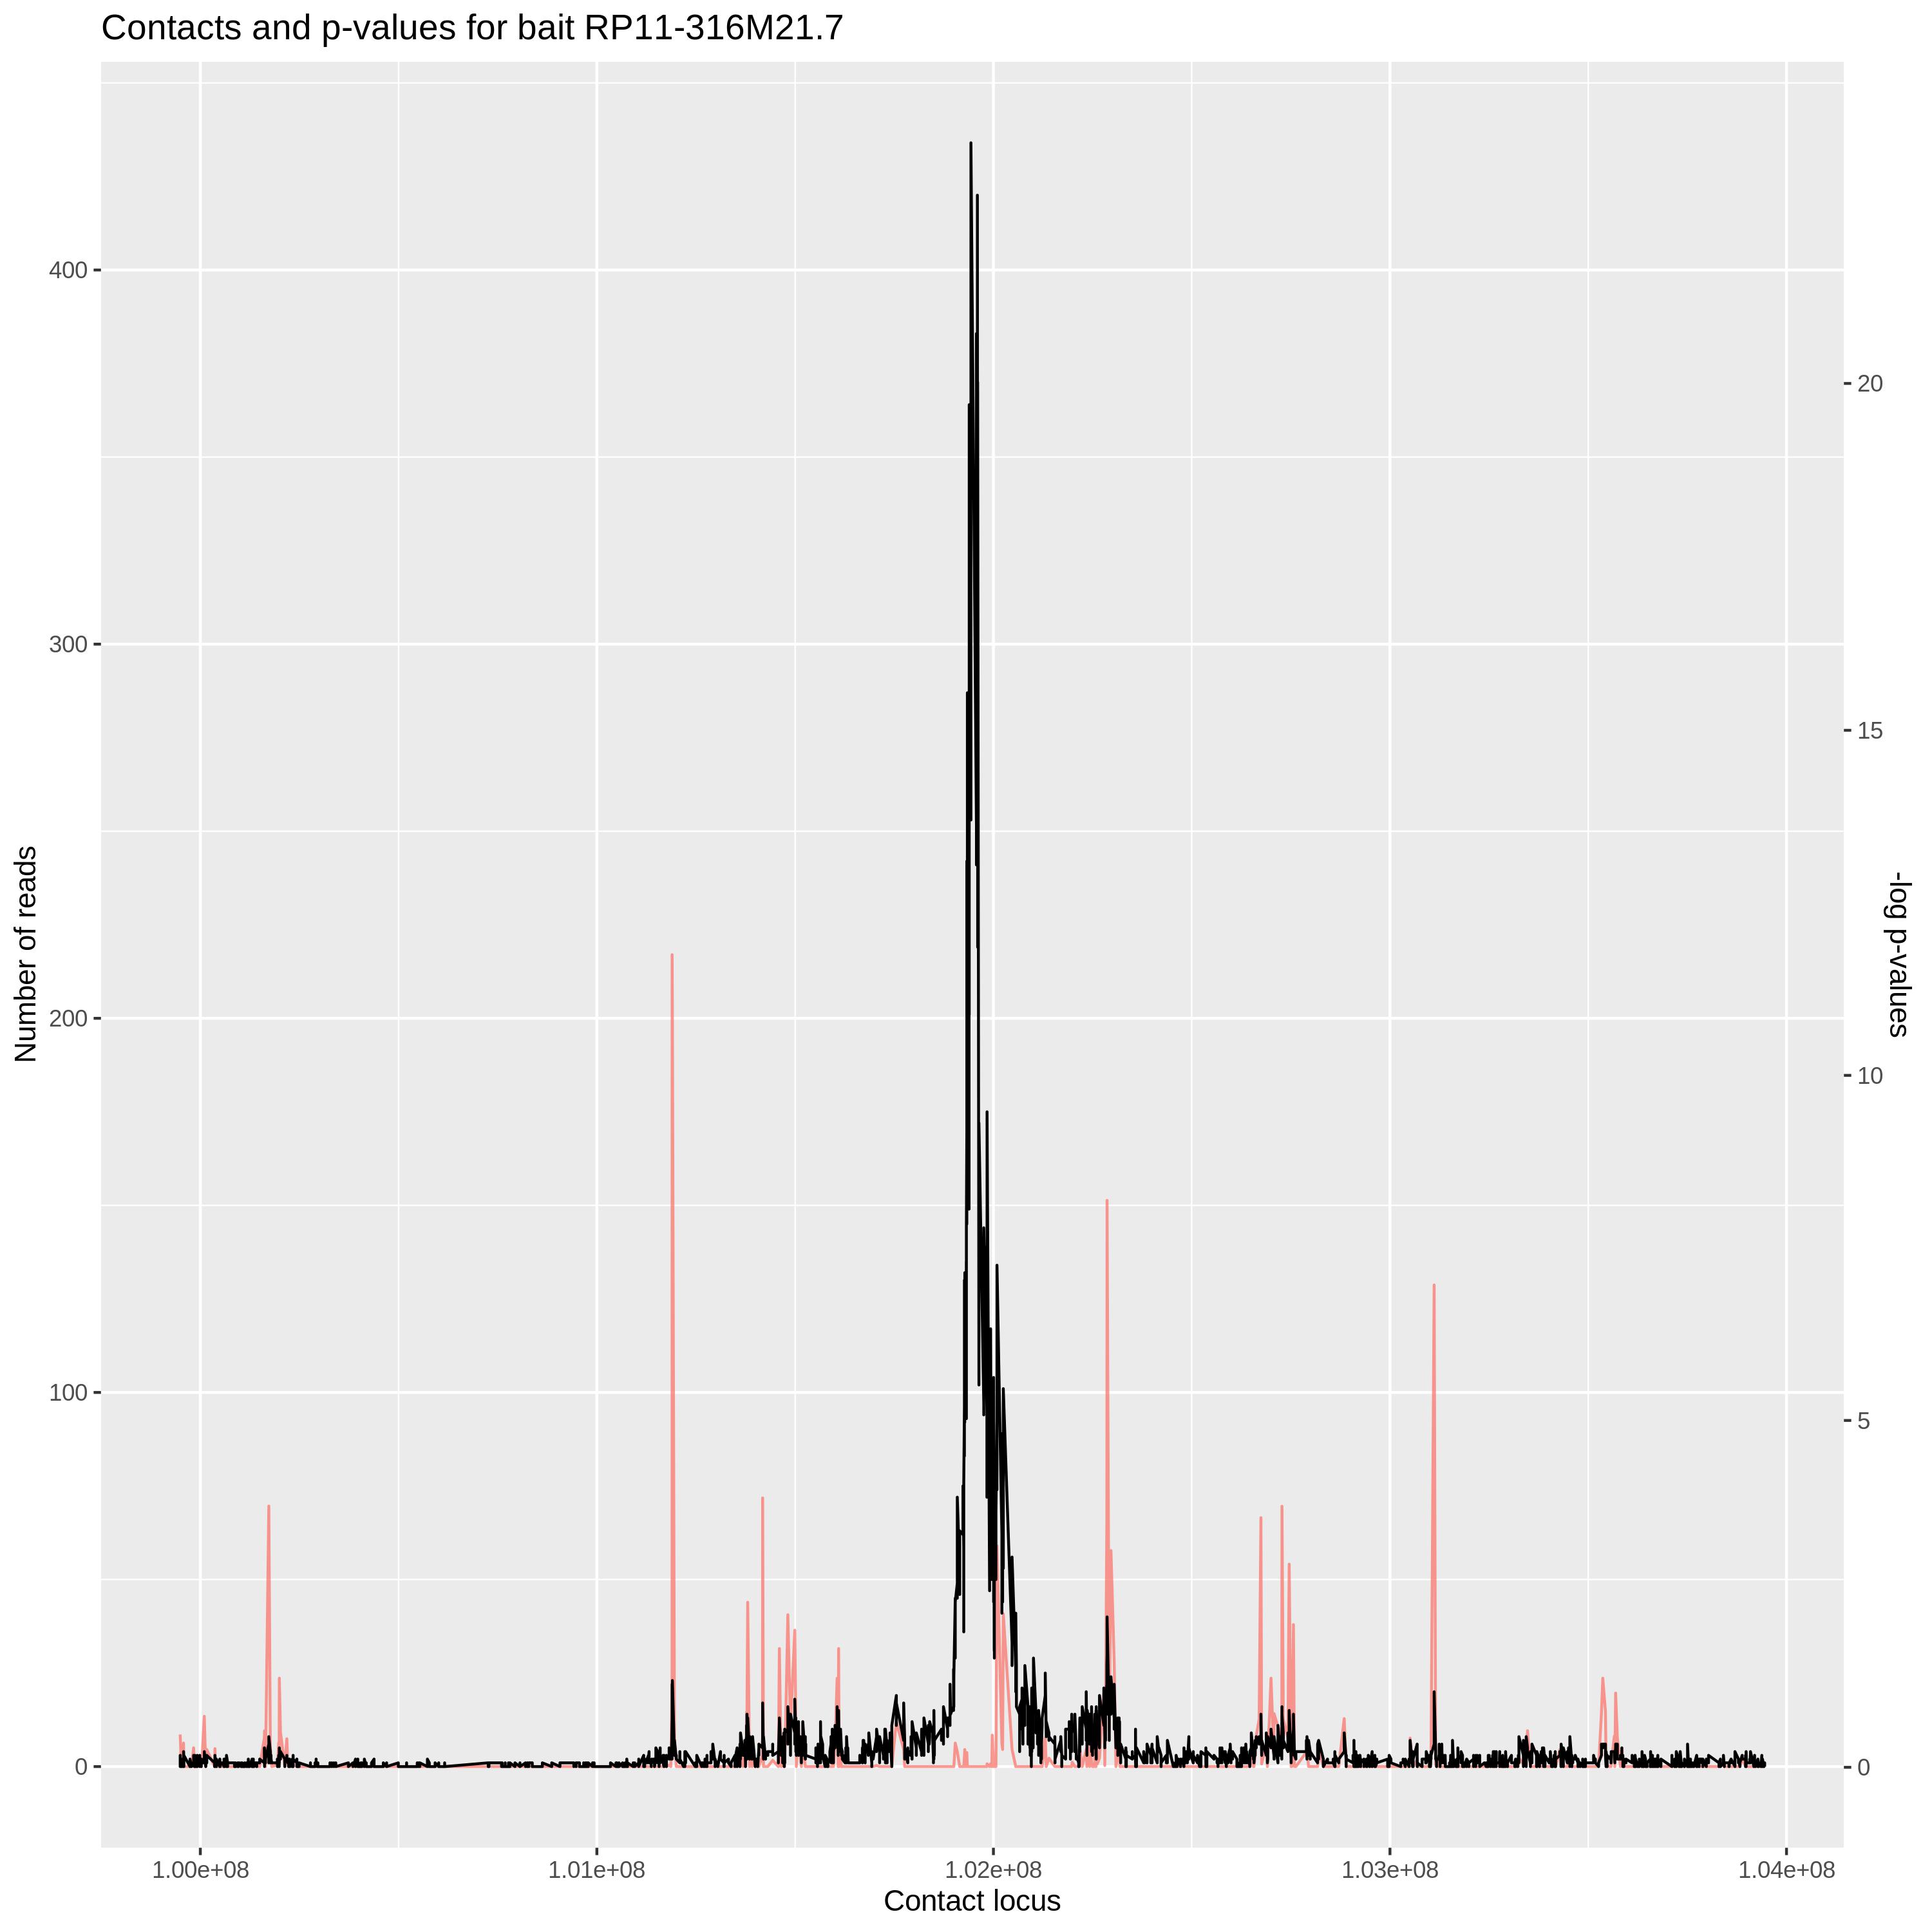 Contacts and p-values for bait RP11-316M21.7
400
300
200
100
0
Number of reads
20
15
10
5
0
-log p-values
1.00e+08 1.01e+08 1.02e+08 1.03e+08 1.04e+08
Contact locus